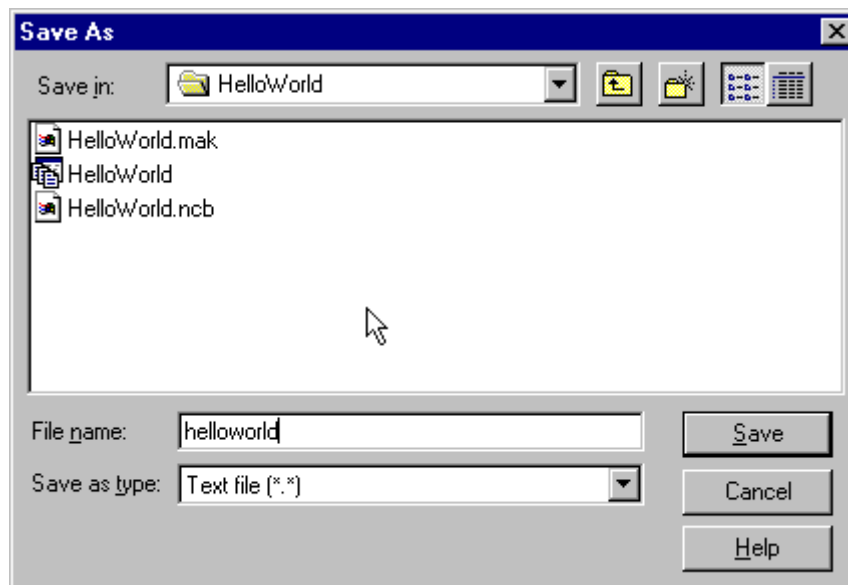 Save As
Save in: HelloWorld
HelloWorld.mak
HelloWorld
HelloWorld.ncb
File name: helloworld
Save
Save as type: Text file (*.*)
Cancel
Help